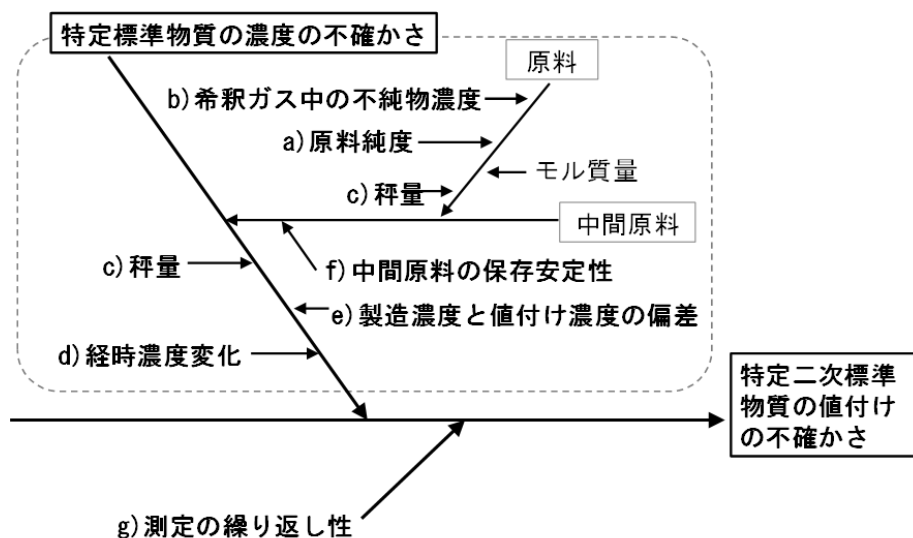 特定標準物質の濃度の不確かさ
原料
b)希釈ガス中の不純物濃度
a)原料純度
モル質量
c)秤量
中間原料
c)秤量
f)中間原料の保存安定性
e)製造濃度と値付け濃度の偏差
d)経時濃度変化
特定二次標準
物質の値付け
の不確かさ
g)測定の繰り返し性